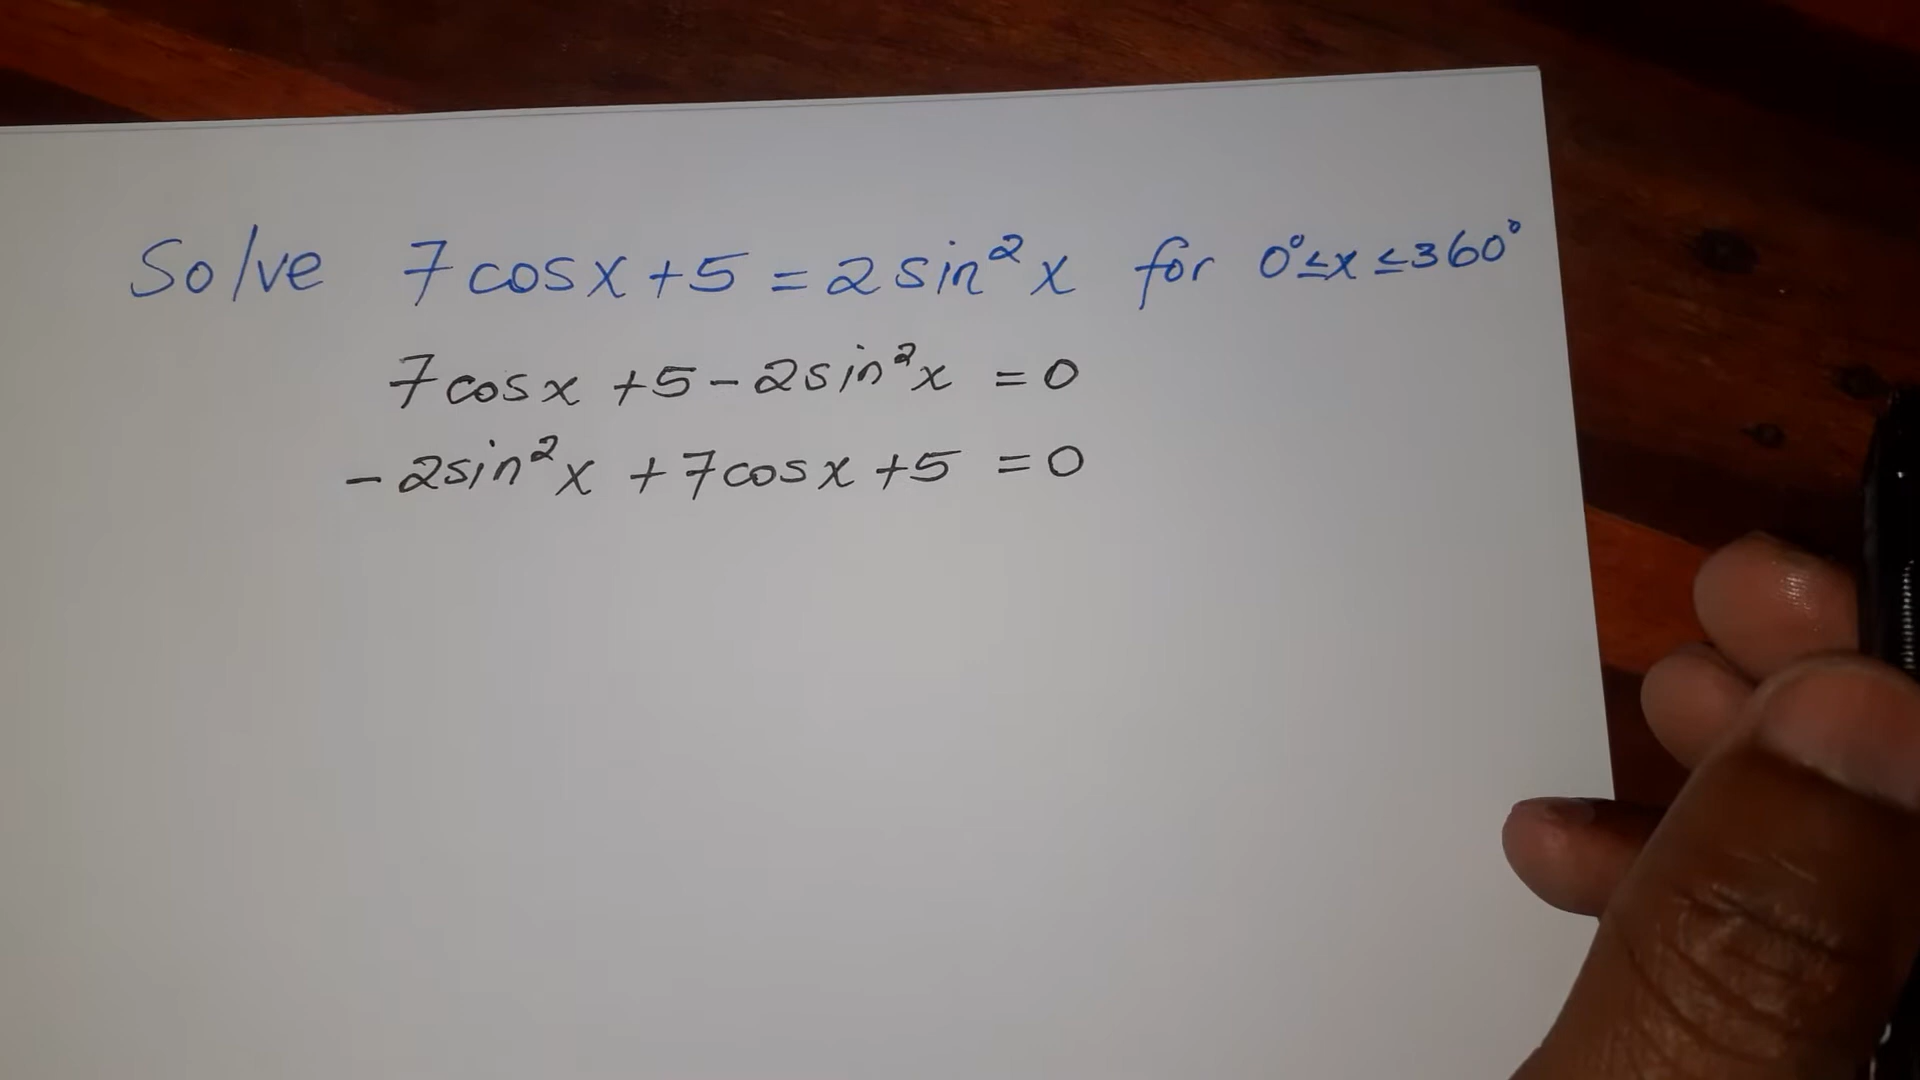 Solve 7cosx+5=2sin²x for 0°≤x≤360°
7cosx+5-2sin²x=0
-2sin²x+7cosx+5=0